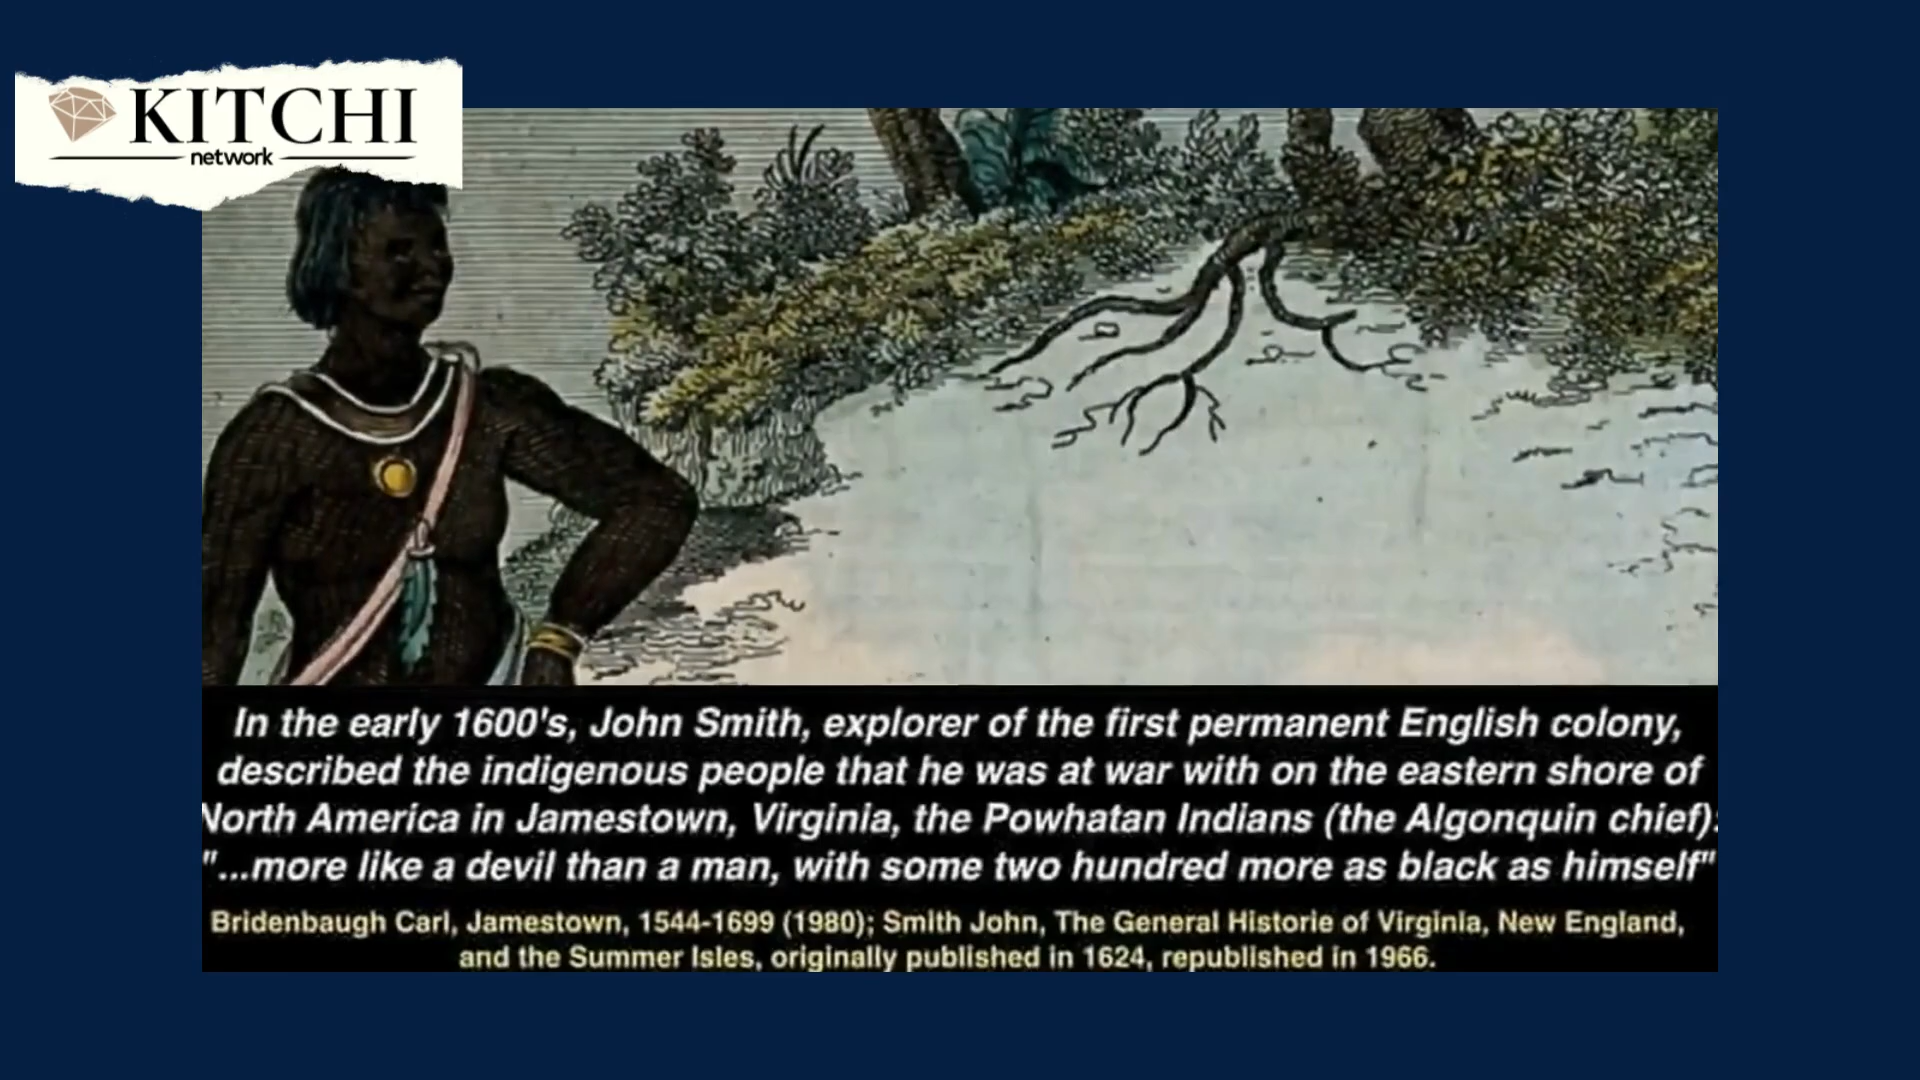 KITCHI
network
In the early 1600's, John Smith, explorer of the first permanent English colony,
described the indigenous people that he was at war with on the eastern shore of
North America in Jamestown, Virginia, the Powhatan Indians (the Algonquin chief):
"...more like a devil than a man, with some two hundred more as black as himself"
Bridenbaugh Carl, Jamestown, 1544-1699 (1980); Smith John, The General Historie of Virginia, New England,
and the Summer Isles, originally published in 1624, republished in 1966.